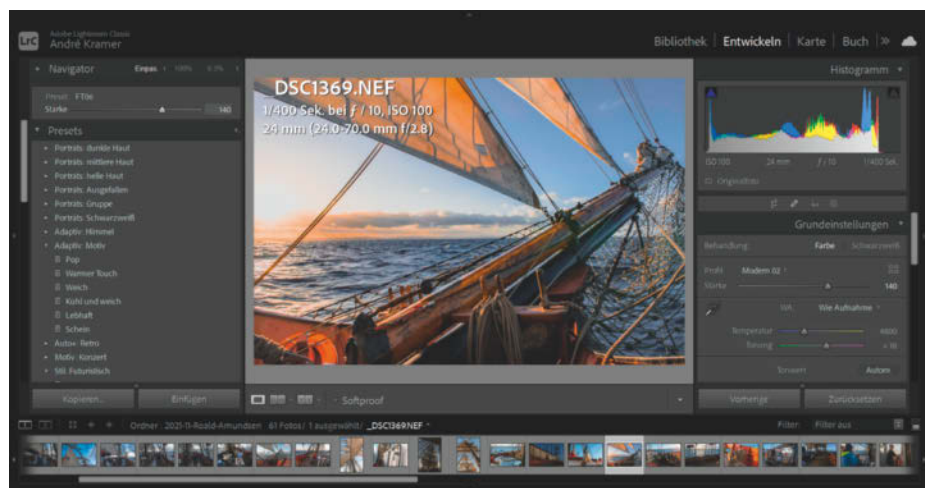 LrC
Adobe Lightroom Classic
André Kramer
Bibliothek | Entwickeln | Karte | Buch | »
Navigator Einpas. 100%
Preset: FT06
Stärke 140
Presets
Porträts: dunkle Haut
Porträts: mittlere Haut
Porträts: helle Haut
Porträts: Ausgefallen
Porträts: Gruppe
Porträts: Schwarzweiß
Adaptiv: Himmel
Adaptiv: Motiv
Pop
Warmer Touch
Weich
Kühl und weich
Lebhaft
Schein
Auto+: Retro
Motiv: Konzert
Stil: Futuristisch
Kopieren... Einfügen
_DSC1369.NEF
1/400 Sek. bei ƒ / 10, ISO 100
24 mm (24.0-70.0 mm f/2.8)
Softproof
Histogramm
ISO 100 24 mm ƒ / 10 1/400 Sek.
Originalfoto
Grundeinstellungen
Behandlung: Farbe Schwarzweiß
Profil: Modern 02
Stärke 140
WA: Wie Aufnahme
Temperatur
Tönung
Tonwert Autom.
Vorherige Zurücksetzen
Ordner: 2021-11-Roald-Amundsen 61 Fotos / 1 ausgewählt / _DSC1369.NEF
Filter: Filter aus